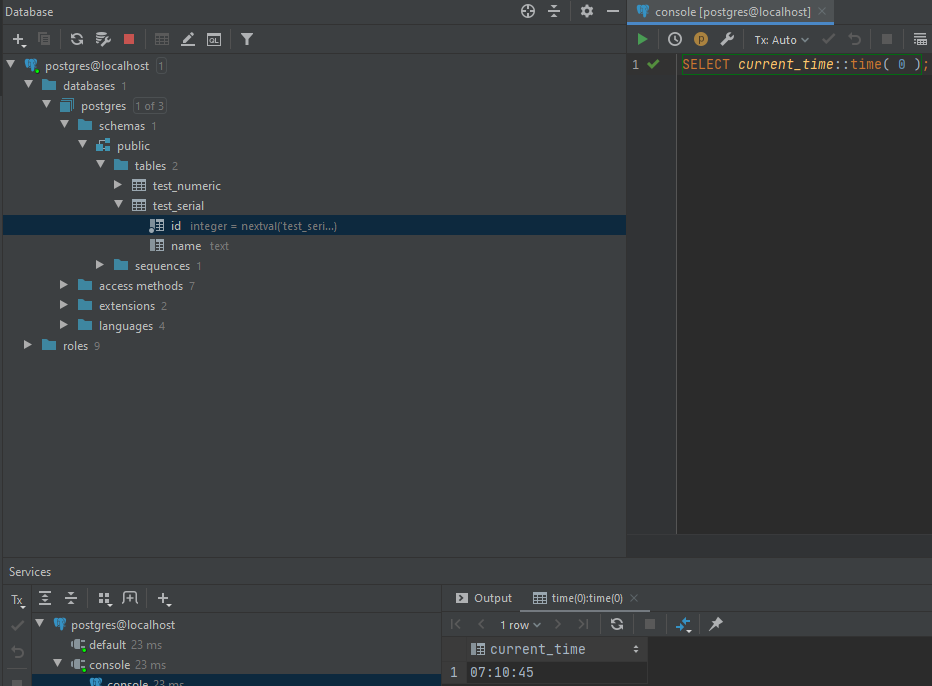 Database
console [postgres@localhost]
Tx: Auto
postgres@localhost 1
databases 1
postgres 1 of 3
schemas 1
public
tables 2
test_numeric
test_serial
id integer = nextval('test_seri...)
name text
sequences 1
access methods 7
extensions 2
languages 4
roles 9
1 SELECT current_time::time( 0 );
Services
Tx
postgres@localhost
default 23 ms
console 23 ms
console 23 ms
Output time(0):time(0)
1 row
current_time
1 07:10:45